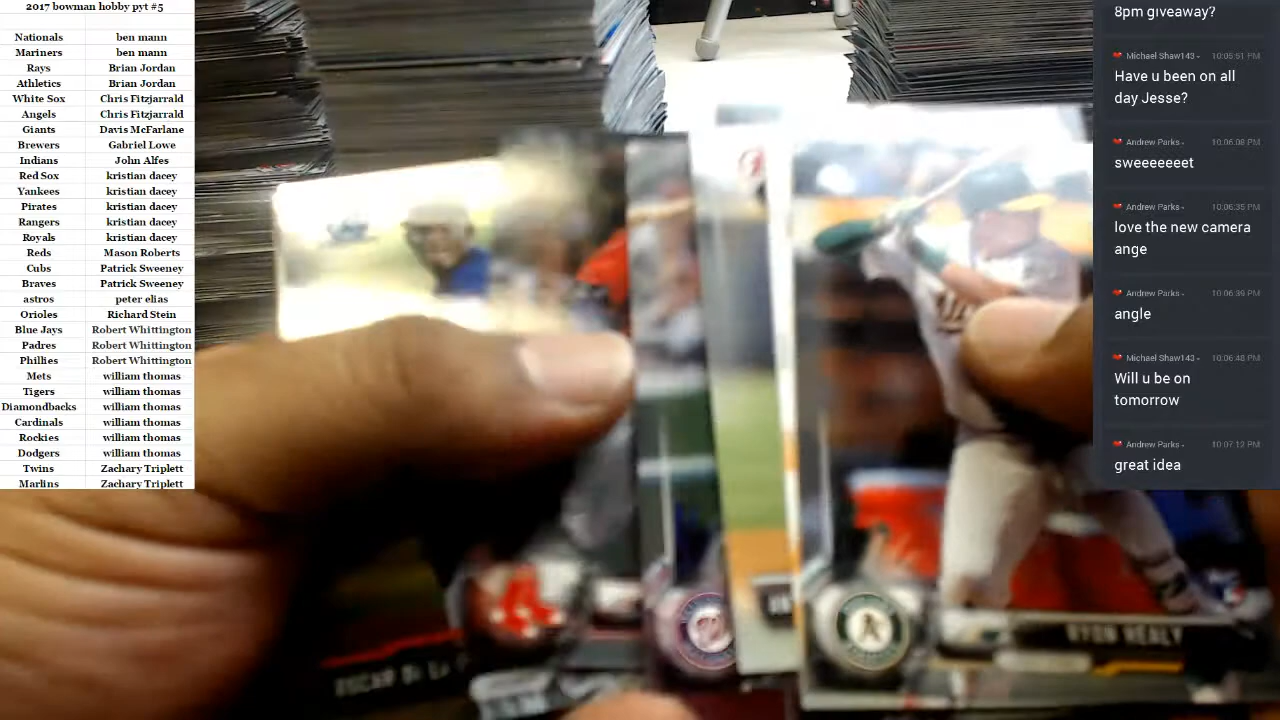 2017 bowman hobby pyt #5
Nationals ben mann
Mariners ben mann
Rays Brian Jordan
Athletics Brian Jordan
White Sox Chris Fitzjarrald
Angels Chris Fitzjarrald
Giants Davis McFarlane
Brewers Gabriel Lowe
Indians John Alfes
Red Sox kristian dacey
Yankees kristian dacey
Pirates kristian dacey
Rangers kristian dacey
Royals kristian dacey
Reds Mason Roberts
Cubs Patrick Sweeney
Braves Patrick Sweeney
astros peter elias
Orioles Richard Stein
Blue Jays Robert Whittington
Padres Robert Whittington
Phillies Robert Whittington
Mets william thomas
Tigers william thomas
Diamondbacks william thomas
Cardinals william thomas
Rockies william thomas
Dodgers william thomas
Twins Zachary Triplett
Marlins Zachary Triplett
8pm giveaway?
Michael Shaw143 - 10:05:51 PM
Have u been on all
day Jesse?
Andrew Parks - 10:06:08 PM
sweeeeeeet
Andrew Parks - 10:06:35 PM
love the new camera
ange
Andrew Parks - 10:06:39 PM
angle
Michael Shaw143 - 10:06:48 PM
Will u be on
tomorrow
Andrew Parks - 10:07:12 PM
great idea
OSCAR DE LA
RYON HEALY